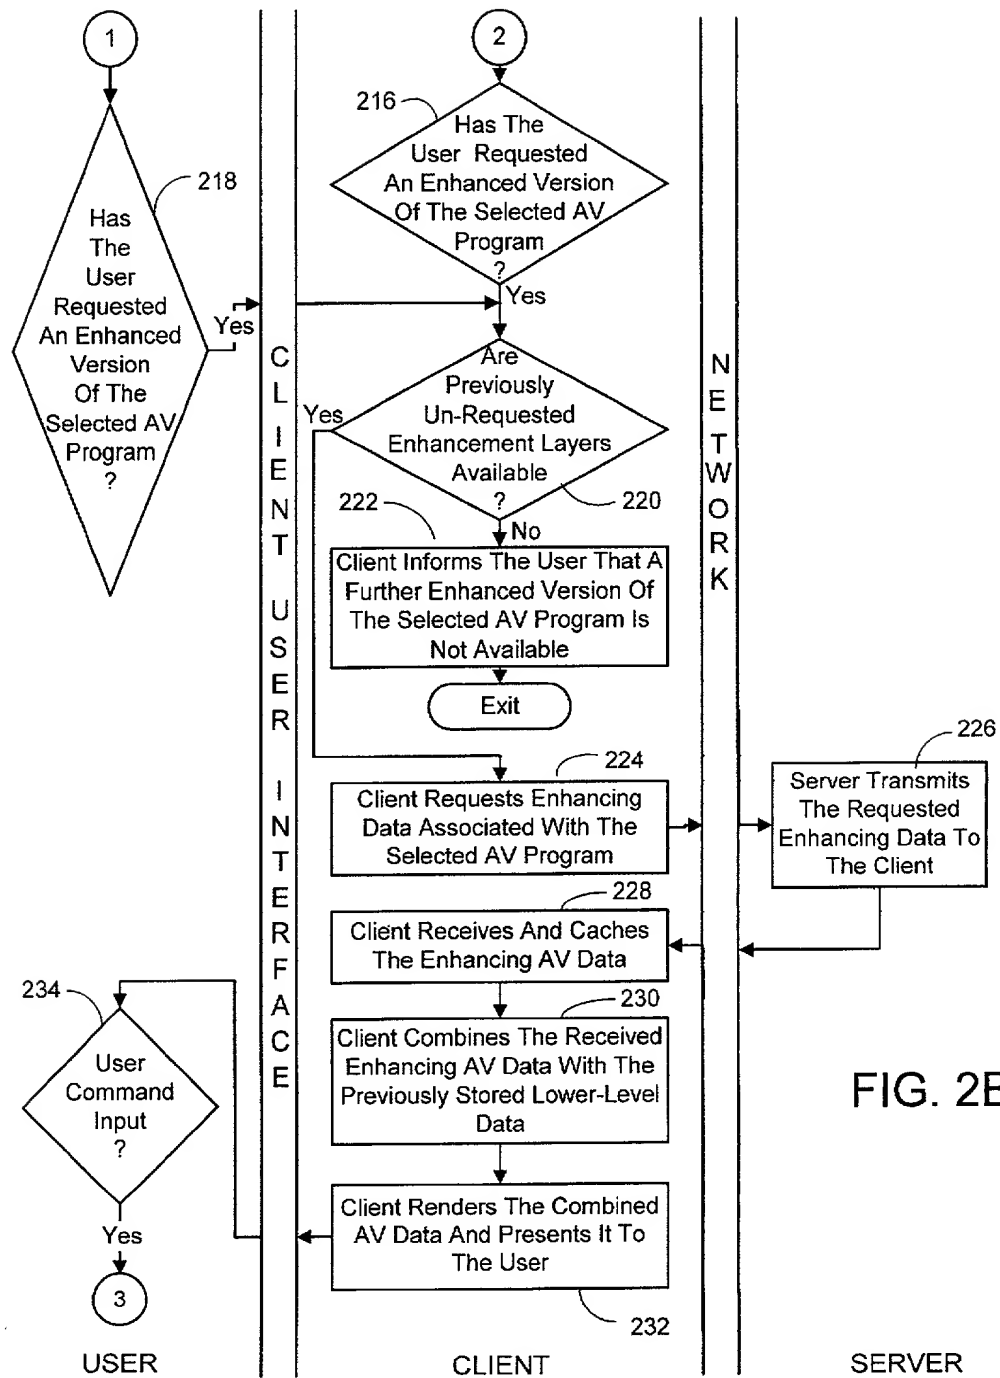 1
2
216
Has The
User Requested
An Enhanced Version
Of The Selected AV
Program
?
Yes
218
Has
The
User
Requested
An Enhanced
Version
Of The
Selected AV
Program
?
Yes
CLIENT USER INTERFACE
NETWORK
Are
Previously
Un-Requested
Enhancement Layers
Available
?
Yes
220
No
222
Client Informs The User That A
Further Enhanced Version Of
The Selected AV Program Is
Not Available
Exit
224
Client Requests Enhancing
Data Associated With The
Selected AV Program
226
Server Transmits
The Requested
Enhancing Data To
The Client
228
Client Receives And Caches
The Enhancing AV Data
230
Client Combines The Received
Enhancing AV Data With The
Previously Stored Lower-Level
Data
Client Renders The Combined
AV Data And Presents It To
The User
232
234
User
Command
Input
?
Yes
3
FIG. 2B
USER
CLIENT
SERVER